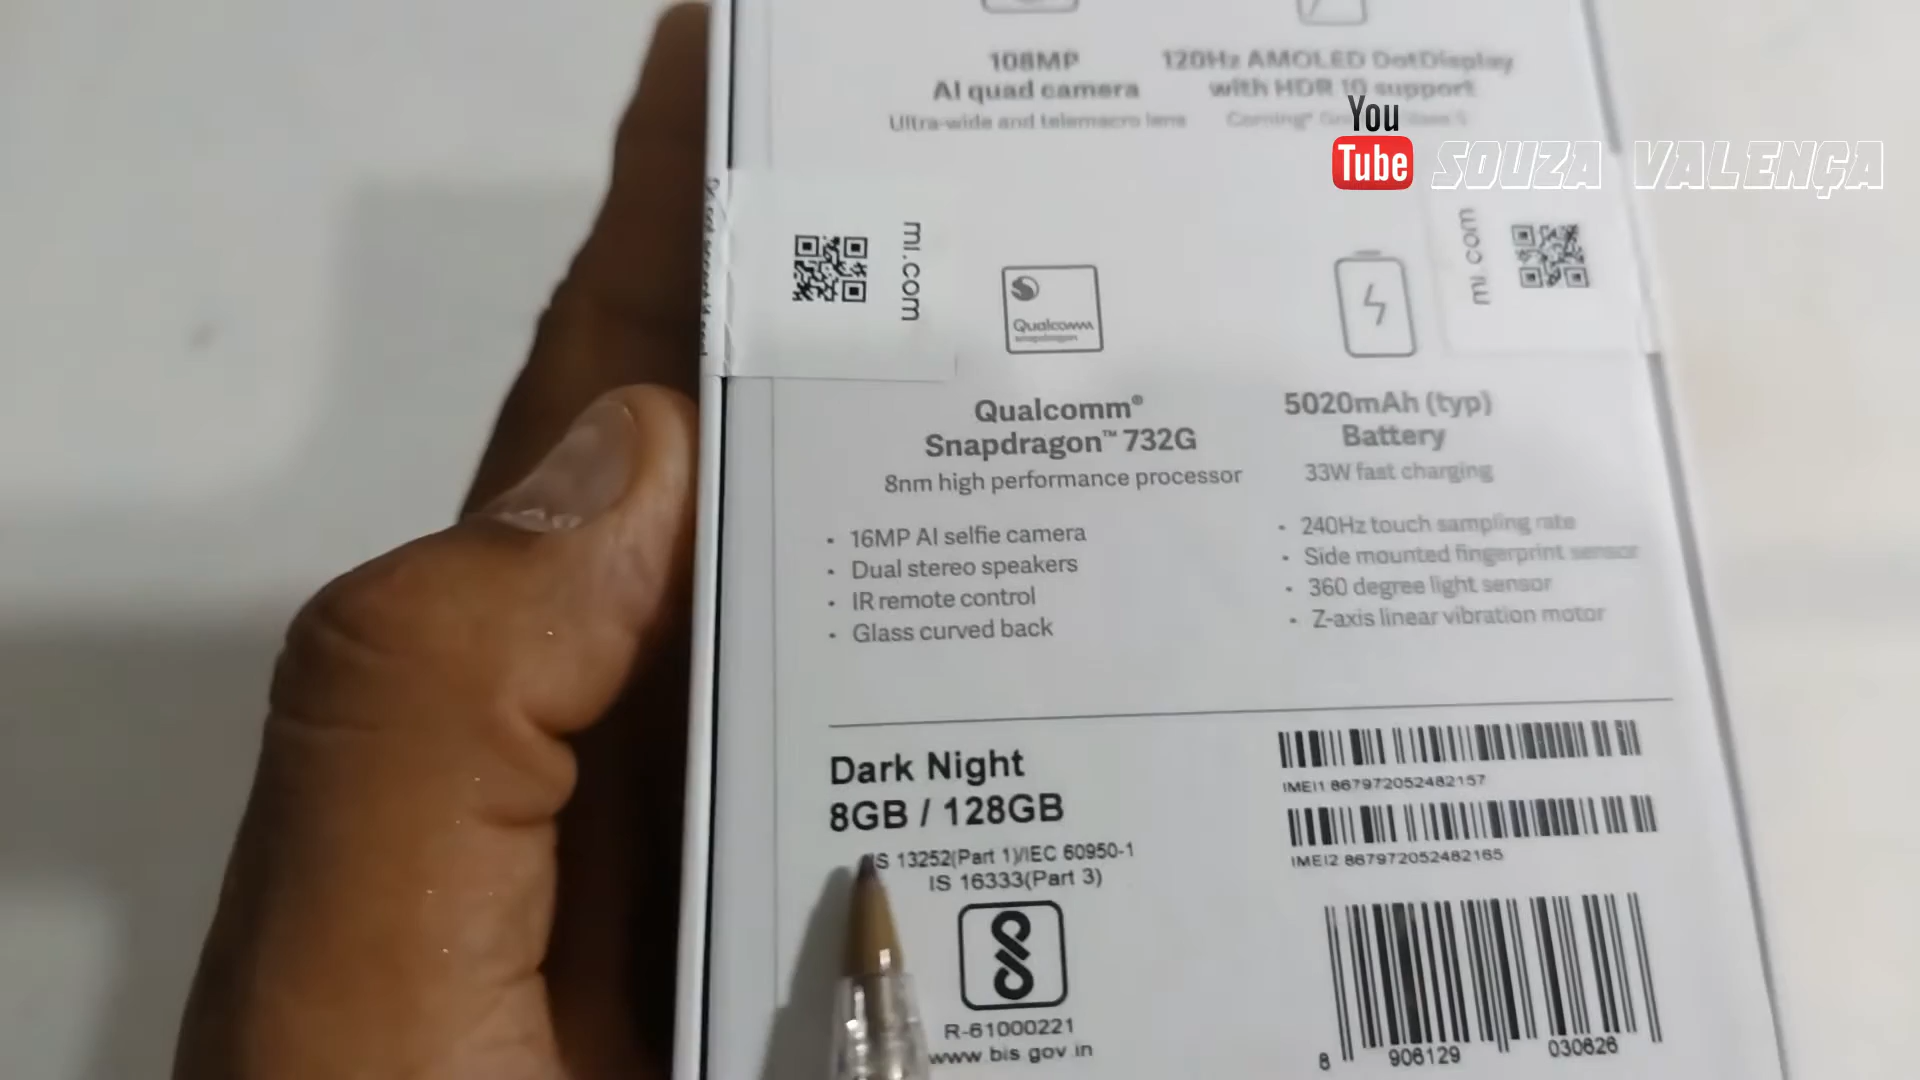 108MP
AI quad camera
Ultra-wide and telemacro lens
120Hz AMOLED DotDisplay
with HDR 10 support
Corning®
You
Tube
SOUZA VALENÇA
mi.com
mi.com
Qualcomm
snapdragon
Qualcomm®
Snapdragon™ 732G
8nm high performance processor
5020mAh (typ)
Battery
33W fast charging
• 16MP AI selfie camera
• Dual stereo speakers
• IR remote control
• Glass curved back
• 240Hz touch sampling rate
• Side mounted fingerprint sensor
• 360 degree light sensor
• Z-axis linear vibration motor
Dark Night
8GB / 128GB
IS 13252(Part 1)/IEC 60950-1
IS 16333(Part 3)
R-61000221
www.bis.gov.in
IMEI1 867972052482157
IMEI2 867972052482165
8 906129 030626